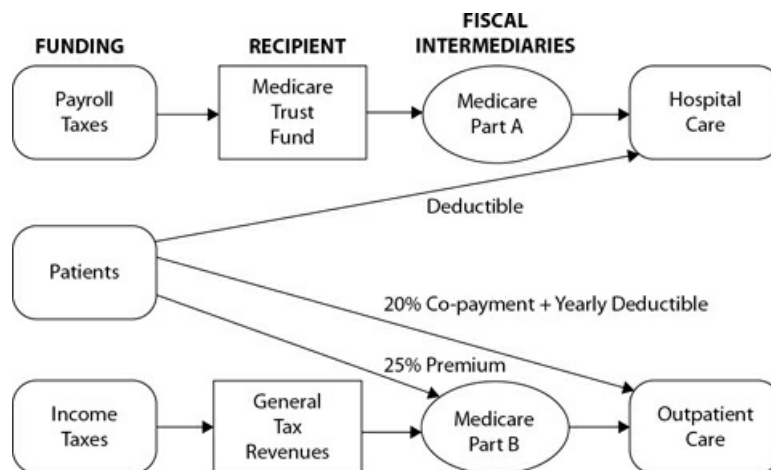 FUNDING
RECIPIENT
FISCAL
INTERMEDIARIES
Payroll
Taxes
Medicare
Trust
Fund
Medicare
Part A
Hospital
Care
Deductible
Patients
20% Co-payment + Yearly Deductible
25% Premium
Income
Taxes
General
Tax
Revenues
Medicare
Part B
Outpatient
Care